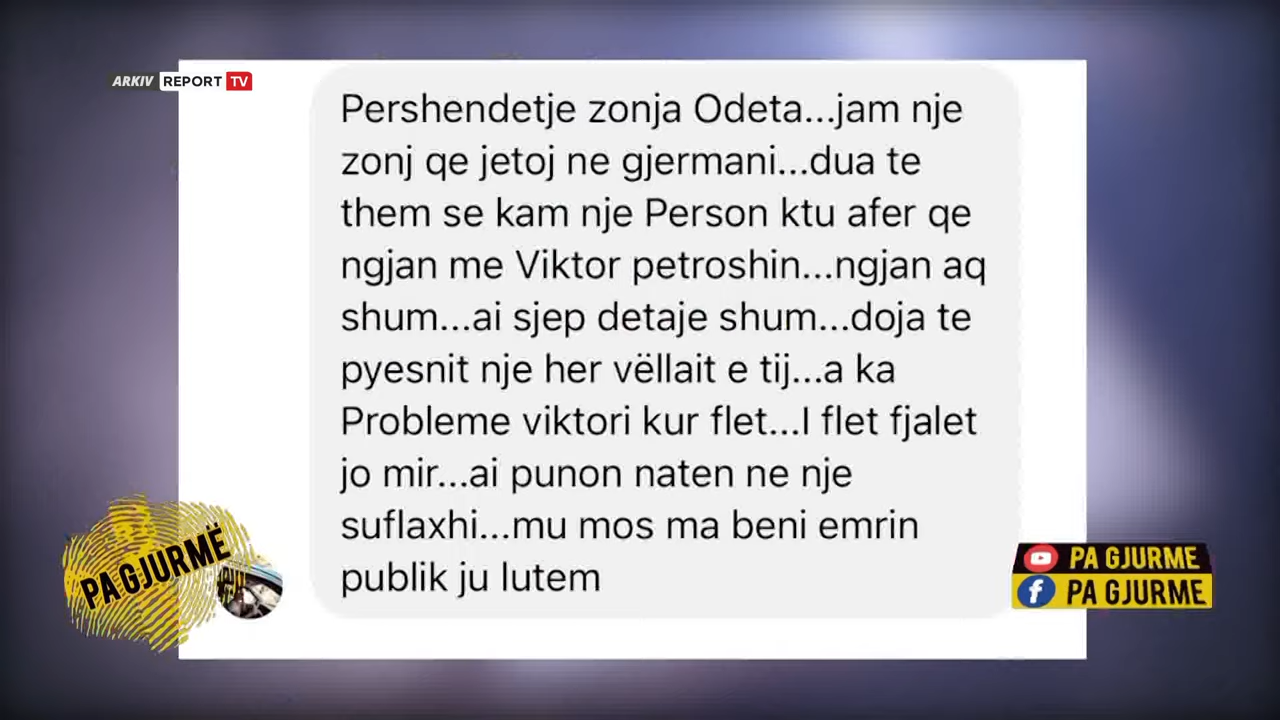 ARKIV REPORT TV
Pershendetje zonja Odeta...jam nje
zonj qe jetoj ne gjermani...dua te
them se kam nje Person ktu afer qe
ngjan me Viktor petroshin...ngjan aq
shum...ai sjep detaje shum...doja te
pyesnit nje her vëllait e tij...a ka
Probleme viktori kur flet...I flet fjalet
jo mir...ai punon naten ne nje
suflaxhi...mu mos ma beni emrin
publik ju lutem
PA GJURMË
PA GJURME
PA GJURME